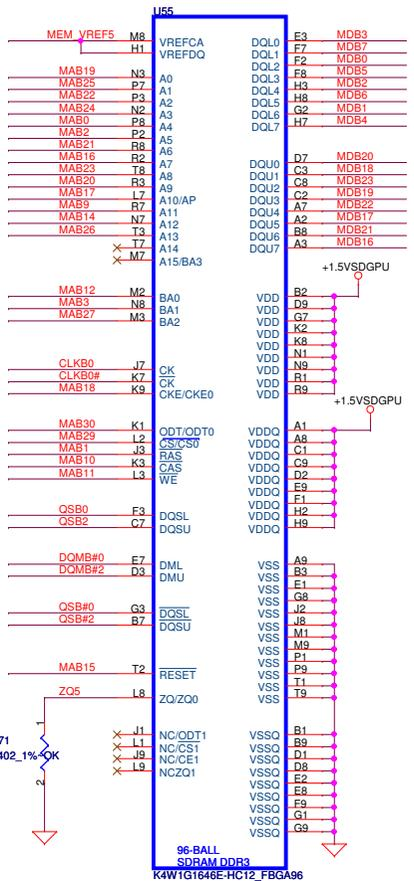 U55
MEM_VREF5 M8 VREFCA
H1 VREFDQ
MAB19 N3 A0
MAB25 P7 A1
MAB22 P3 A2
MAB24 N2 A3
MAB0 P8 A4
MAB2 P2 A5
MAB21 R8 A6
MAB16 R2 A7
MAB23 T8 A8
MAB20 R3 A9
MAB17 L7 A10/AP
MAB9 R7 A11
MAB14 N7 A12
MAB26 T3 A13
T7 A14
M7 A15/BA3
MAB12 M2 BA0
MAB3 N8 BA1
MAB27 M3 BA2
CLKB0 J7 CK
CLKB0# K7 CK
MAB18 K9 CKE/CKE0
MAB30 K1 ODT/ODT0
MAB29 L2 CS/CS0
MAB1 J3 RAS
MAB10 K3 CAS
MAB11 L3 WE
QSB0 F3 DQSL
QSB2 C7 DQSU
DQMB#0 E7 DML
DQMB#2 D3 DMU
QSB#0 G3 DQSL
QSB#2 B7 DQSU
MAB15 T2 RESET
ZQ5 L8 ZQ/ZQ0
J1 NC/ODT1
L1 NC/CS1
J9 NC/CE1
L9 NCZQ1
1
71
402_1%~OK
2
DQL0 E3 MDB3
DQL1 F7 MDB7
DQL2 F2 MDB0
DQL3 F8 MDB5
DQL4 H3 MDB2
DQL5 H8 MDB6
DQL6 G2 MDB1
DQL7 H7 MDB4
DQU0 D7 MDB20
DQU1 C3 MDB18
DQU2 C8 MDB23
DQU3 C2 MDB19
DQU4 A7 MDB22
DQU5 A2 MDB17
DQU6 B8 MDB21
DQU7 A3 MDB16
+1.5VSDGPU
VDD B2
VDD D9
VDD G7
VDD K2
VDD K8
VDD N1
VDD N9
VDD R1
VDD R9
+1.5VSDGPU
VDDQ A1
VDDQ A8
VDDQ C1
VDDQ C9
VDDQ D2
VDDQ E9
VDDQ F1
VDDQ H2
VDDQ H9
VSS A9
VSS B3
VSS E1
VSS G8
VSS J2
VSS J8
VSS M1
VSS M9
VSS P1
VSS P9
VSS T1
VSS T9
VSSQ B1
VSSQ B9
VSSQ D1
VSSQ D8
VSSQ E2
VSSQ E8
VSSQ F9
VSSQ G1
VSSQ G9
96-BALL
SDRAM DDR3
K4W1G1646E-HC12_FBGA96